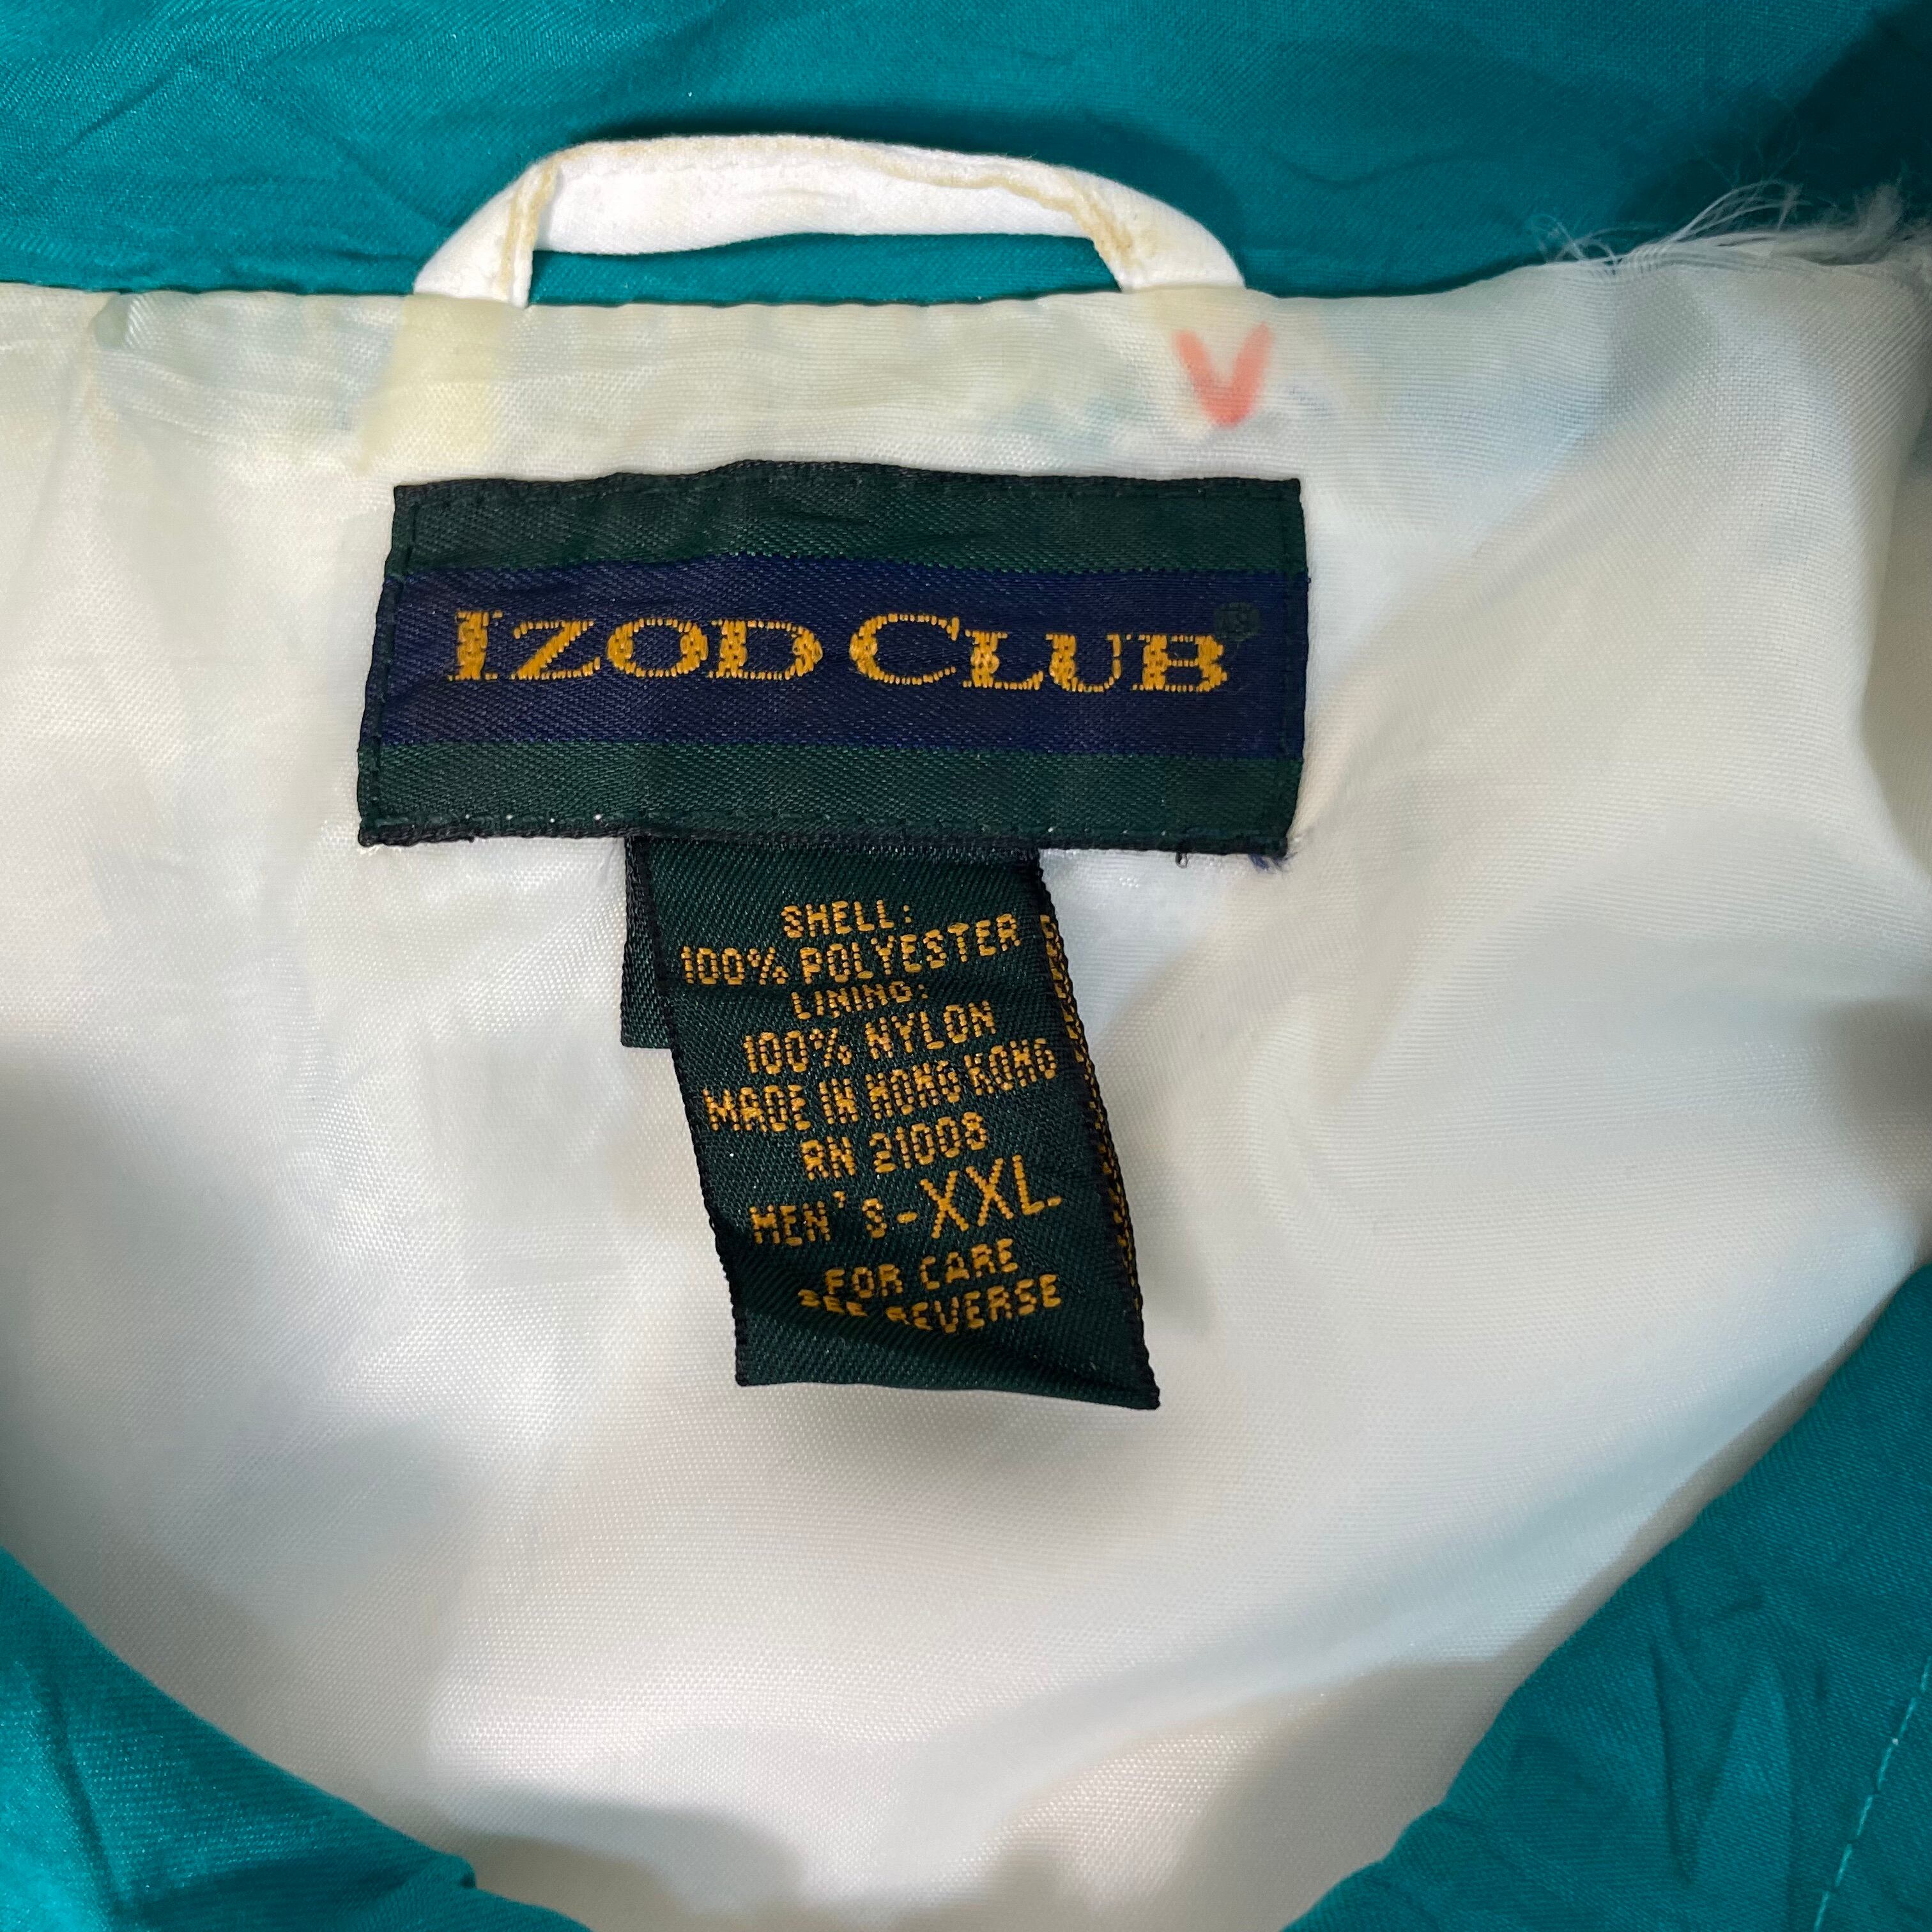 V
IZOD CLUB®
SHELL:
100% POLYESTER
LINING:
100% NYLON
MADE IN HONG KONG
RN 21008
MEN'S-XXL
FOR CARE
SEE REVERSE